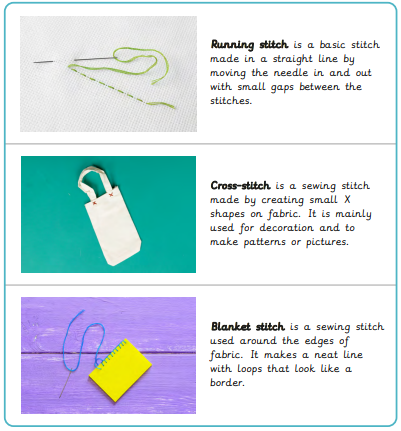 Running stitch is a basic stitch
made in a straight line by
moving the needle in and out
with small gaps between the
stitches.
Cross-stitch is a sewing stitch
made by creating small X
shapes on fabric. It is mainly
used for decoration and to
make patterns or pictures.
Blanket stitch is a sewing stitch
used around the edges of
fabric. It makes a neat line
with loops that look like a
border.